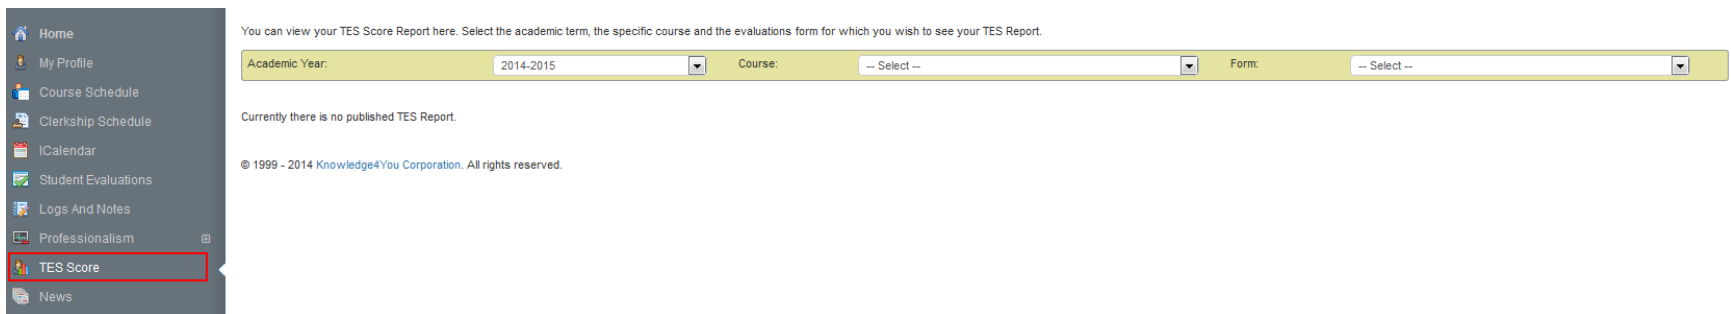 Home
My Profile
Course Schedule
Clerkship Schedule
ICalendar
Student Evaluations
Logs And Notes
Professionalism
TES Score
News
You can view your TES Score Report here. Select the academic term, the specific course and the evaluations form for which you wish to see your TES Report.
Academic Year: 2014-2015 Course: -- Select -- Form: -- Select --
Currently there is no published TES Report.
© 1999 - 2014 Knowledge4You Corporation. All rights reserved.